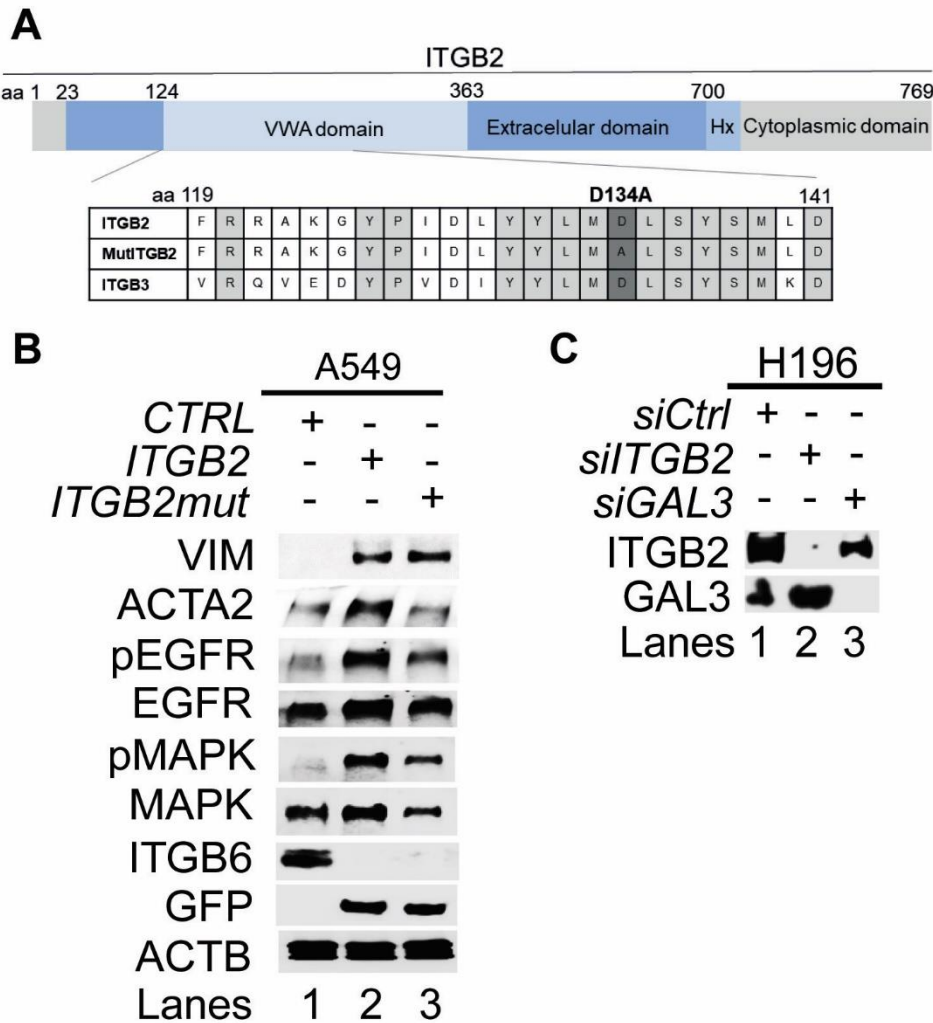 A
ITGB2
aa 1 23 124 363 700 769
VWA domain Extracelular domain Hx Cytoplasmic domain
aa 119 D134A 141
ITGB2 F R R A K G Y P I D L Y Y L M D L S Y S M L D
MutITGB2 F R R A K G Y P I D L Y Y L M A L S Y S M L D
ITGB3 V R Q V E D Y P V D I Y Y L M D L S Y S M K D
B
A549
CTRL + - -
ITGB2 - + -
ITGB2mut - - +
VIM
ACTA2
pEGFR
EGFR
pMAPK
MAPK
ITGB6
GFP
ACTB
Lanes 1 2 3
C
H196
siCtrl + - -
siITGB2 - + -
siGAL3 - - +
ITGB2
GAL3
Lanes 1 2 3